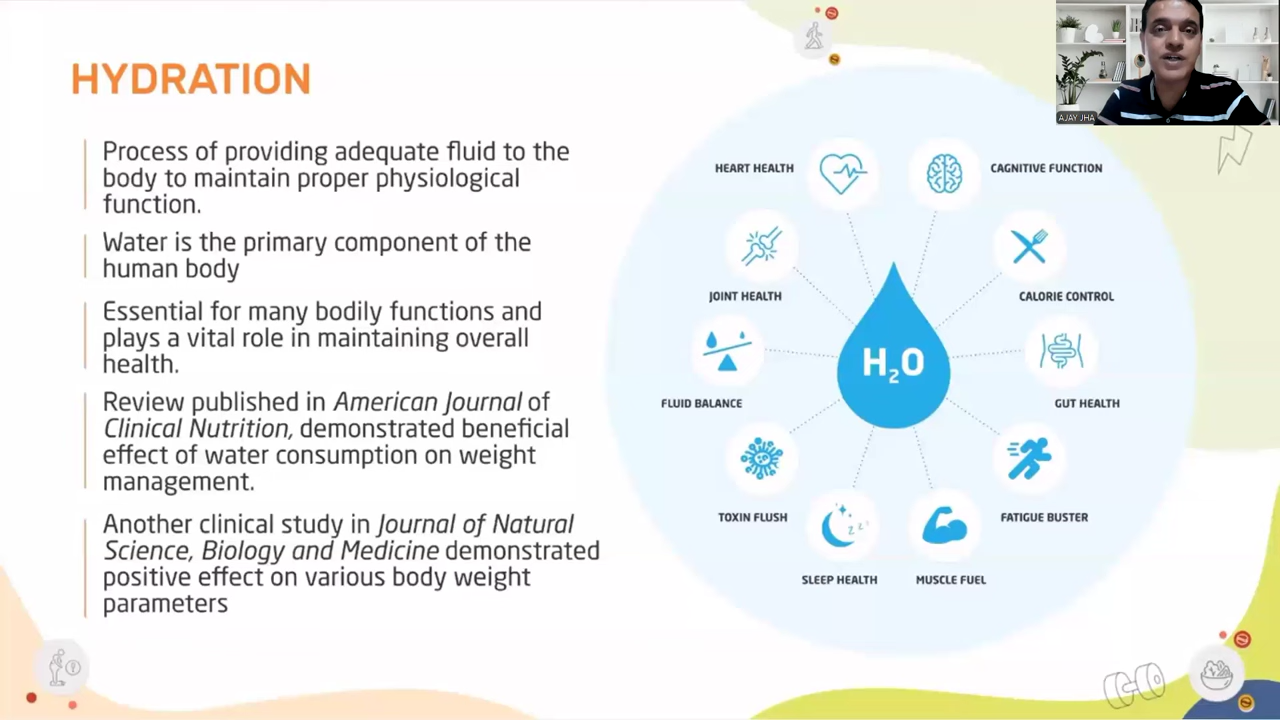 HYDRATION
Process of providing adequate fluid to the
body to maintain proper physiological
function.
Water is the primary component of the
human body
Essential for many bodily functions and
plays a vital role in maintaining overall
health.
Review published in American Journal of
Clinical Nutrition, demonstrated beneficial
effect of water consumption on weight
management.
Another clinical study in Journal of Natural
Science, Biology and Medicine demonstrated
positive effect on various body weight
parameters
HEART HEALTH
CAGNITIVE FUNCTION
JOINT HEALTH
CALORIE CONTROL
H₂O
FLUID BALANCE
GUT HEALTH
TOXIN FLUSH
FATIGUE BUSTER
SLEEP HEALTH
MUSCLE FUEL
AJAY JHA